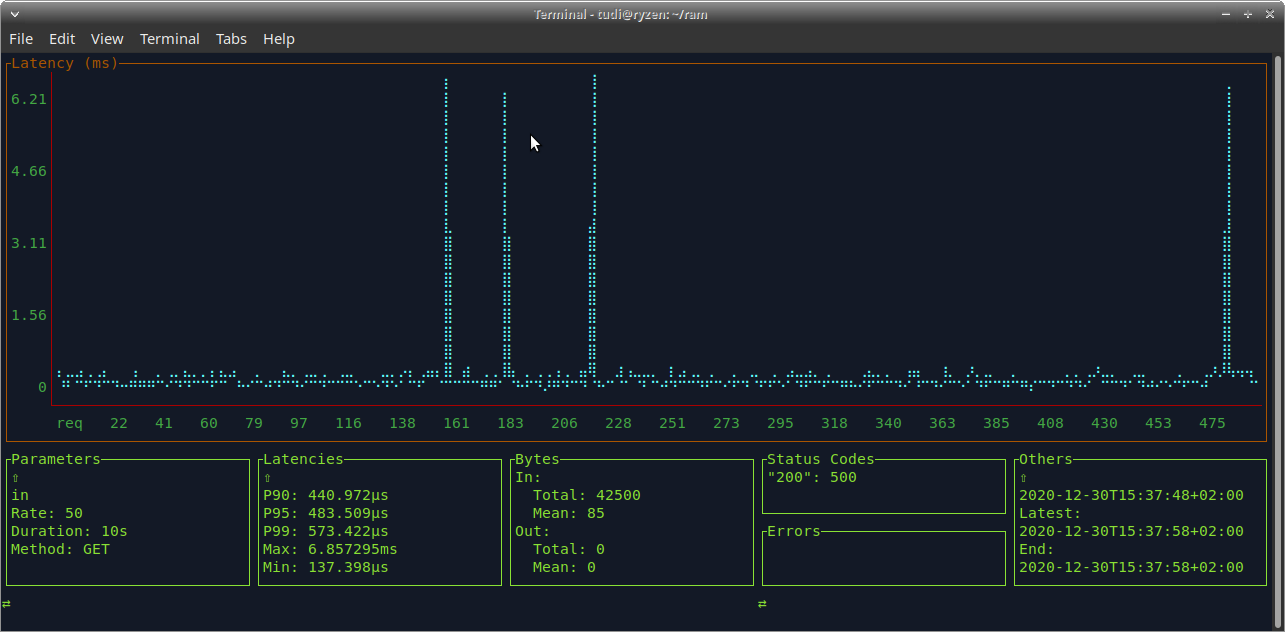 Terminal - tudi@ryzen: ~/ram
File Edit View Terminal Tabs Help
Latency (ms)
6.21
4.66
3.11
1.56
0
req 22 41 60 79 97 116 138 161 183 206 228 251 273 295 318 340 363 385 408 430 453 475
Parameters
⇧
in
Rate: 50
Duration: 10s
Method: GET
Latencies
⇧
P90: 440.972µs
P95: 483.509µs
P99: 573.422µs
Max: 6.857295ms
Min: 137.398µs
Bytes
In:
Total: 42500
Mean: 85
Out:
Total: 0
Mean: 0
Status Codes
"200": 500
Errors
Others
⇧
2020-12-30T15:37:48+02:00
Latest:
2020-12-30T15:37:58+02:00
End:
2020-12-30T15:37:58+02:00
⇄ ⇄